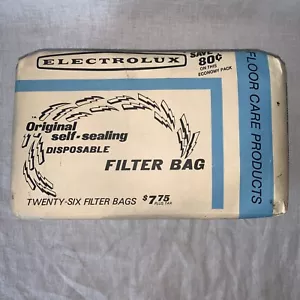 ELECTROLUX
SAVE
80¢
ON THIS
ECONOMY PACK
Original
self-sealing
DISPOSABLE
FILTER BAG
TWENTY-SIX FILTER BAGS $7.75
PLUS TAX
FLOOR CARE PRODUCTS